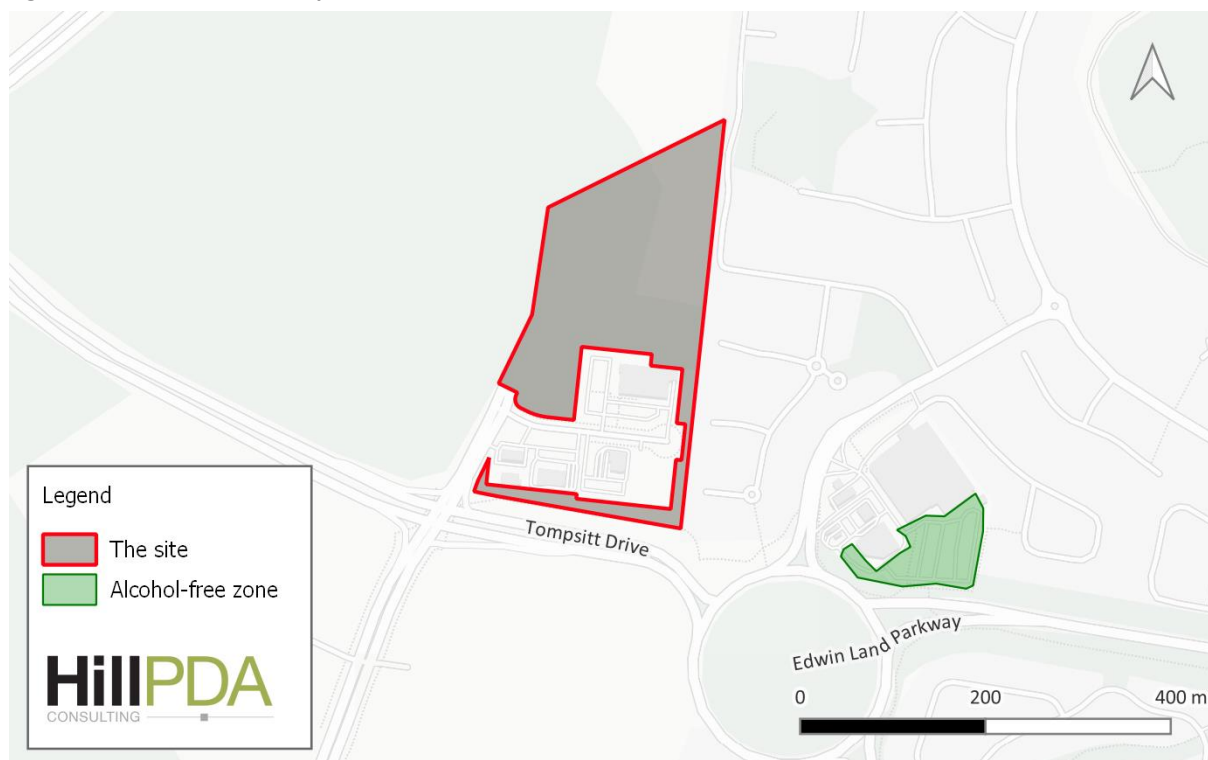 Tompsitt Drive
Edwin Land Parkway
0 200 400 m
Legend
The site
Alcohol-free zone
HillPDA
CONSULTING